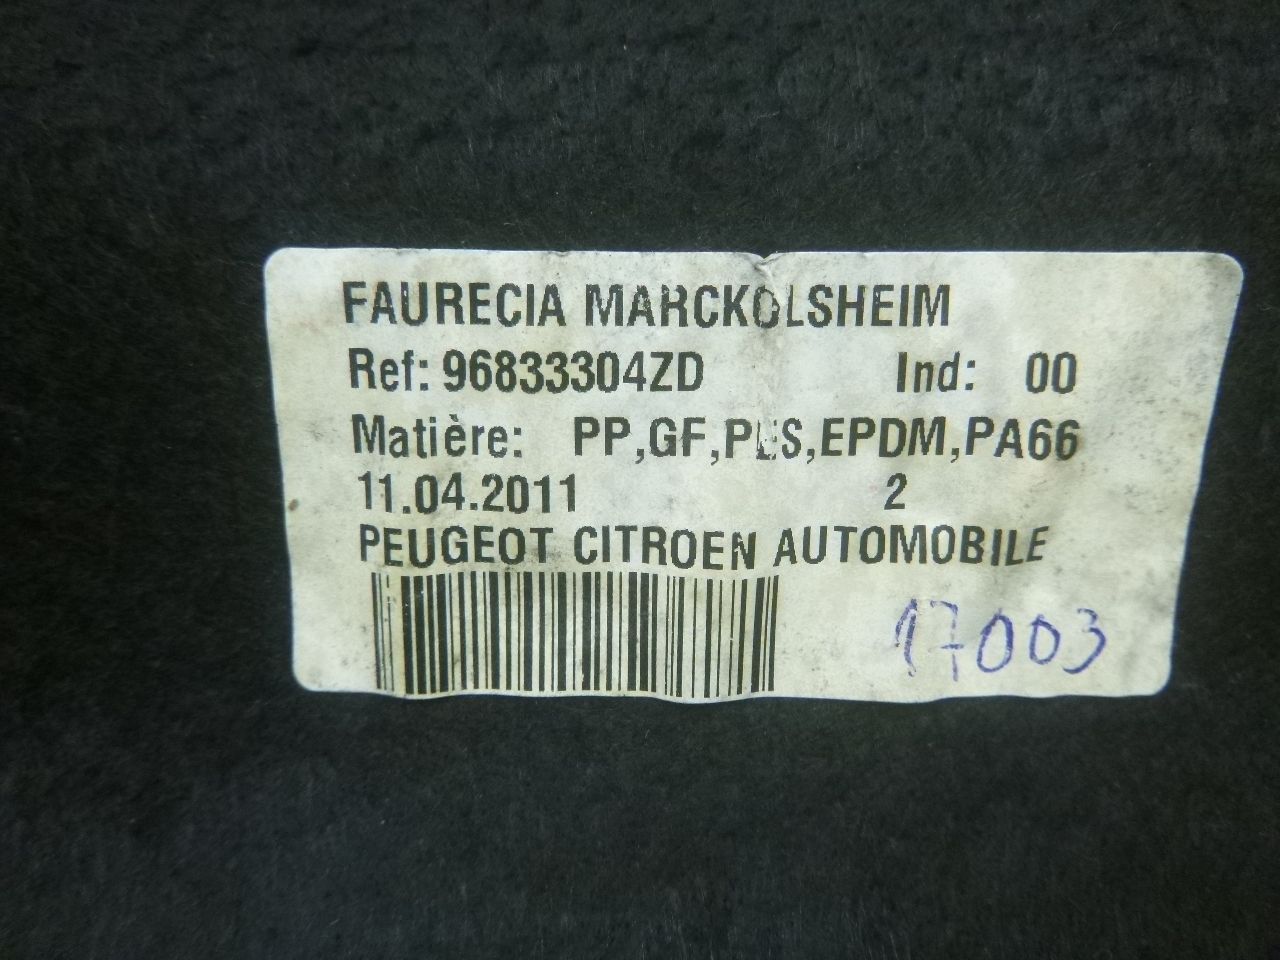 FAURECIA MARCKOLSHEIM
Ref: 96833304ZD Ind: 00
Matière: PP,GF,PES,EPDM,PA66
11.04.2011 2
PEUGEOT CITROEN AUTOMOBILE
17003